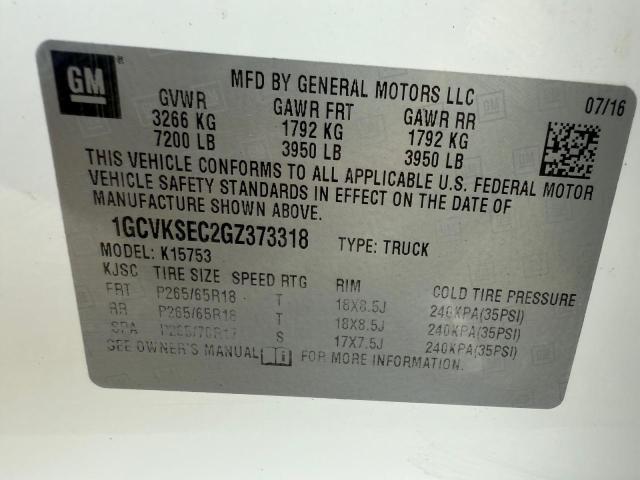 GM
MFD BY GENERAL MOTORS LLC
07/16
GVWR GAWR FRT GAWR RR
3266 KG 1792 KG 1792 KG
7200 LB 3950 LB 3950 LB
THIS VEHICLE CONFORMS TO ALL APPLICABLE U.S. FEDERAL MOTOR
VEHICLE SAFETY STANDARDS IN EFFECT ON THE DATE OF
MANUFACTURE SHOWN ABOVE.
1GCVKSEC2GZ373318 TYPE: TRUCK
MODEL: K15753
KJSC TIRE SIZE SPEED RTG RIM COLD TIRE PRESSURE
FRT P265/65R18 T 18X8.5J 240KPA(35PSI)
RR P265/65R18 T 18X8.5J 240KPA(35PSI)
SPA P265/70R17 S 17X7.5J 240KPA(35PSI)
SEE OWNER'S MANUAL i FOR MORE INFORMATION.